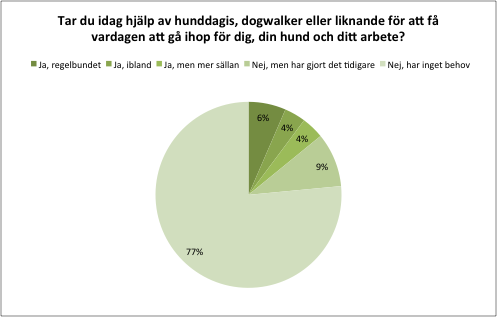 Tar du idag hjälp av hunddagis, dogwalker eller liknande för att få
vardagen att gå ihop för dig, din hund och ditt arbete?
Ja, regelbundet Ja, ibland Ja, men mer sällan Nej, men har gjort det tidigare Nej, har inget behov
6%
4%
4%
9%
77%